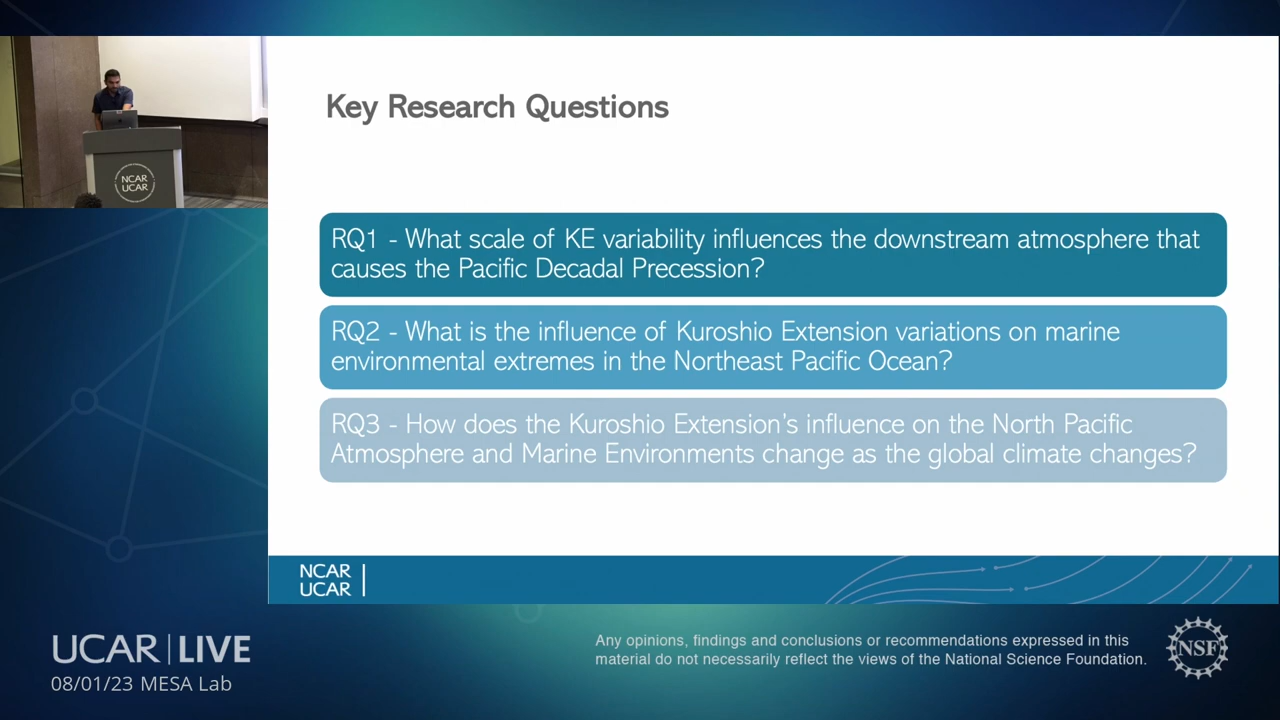 Key Research Questions
NCAR
UCAR
RQ1 - What scale of KE variability influences the downstream atmosphere that
causes the Pacific Decadal Precession?
RQ2 - What is the influence of Kuroshio Extension variations on marine
environmental extremes in the Northeast Pacific Ocean?
RQ3 - How does the Kuroshio Extension's influence on the North Pacific
Atmosphere and Marine Environments change as the global climate changes?
NCAR
UCAR
UCAR | LIVE
08/01/23 MESA Lab
Any opinions, findings and conclusions or recommendations expressed in this
material do not necessarily reflect the views of the National Science Foundation.
NSF